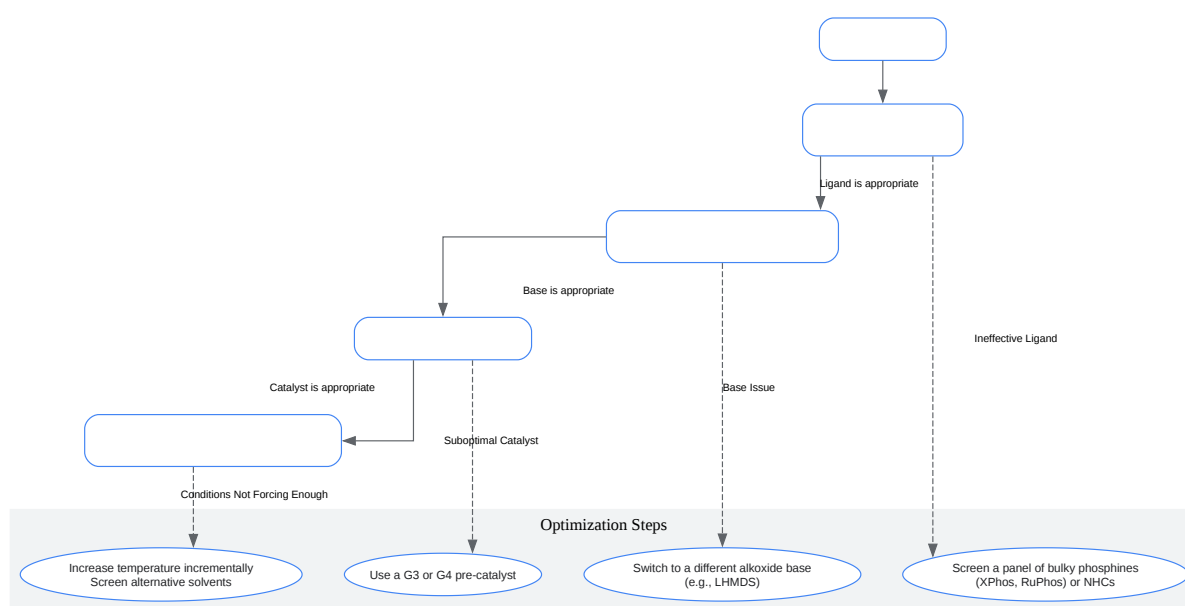 Ligand is appropriate
Base is appropriate
Ineffective Ligand
Catalyst is appropriate
Base Issue
Suboptimal Catalyst
Conditions Not Forcing Enough
Optimization Steps
Increase temperature incrementally
Screen alternative solvents
Use a G3 or G4 pre-catalyst
Switch to a different alkoxide base
(e.g., LHMDS)
Screen a panel of bulky phosphines
(XPhos, RuPhos) or NHCs